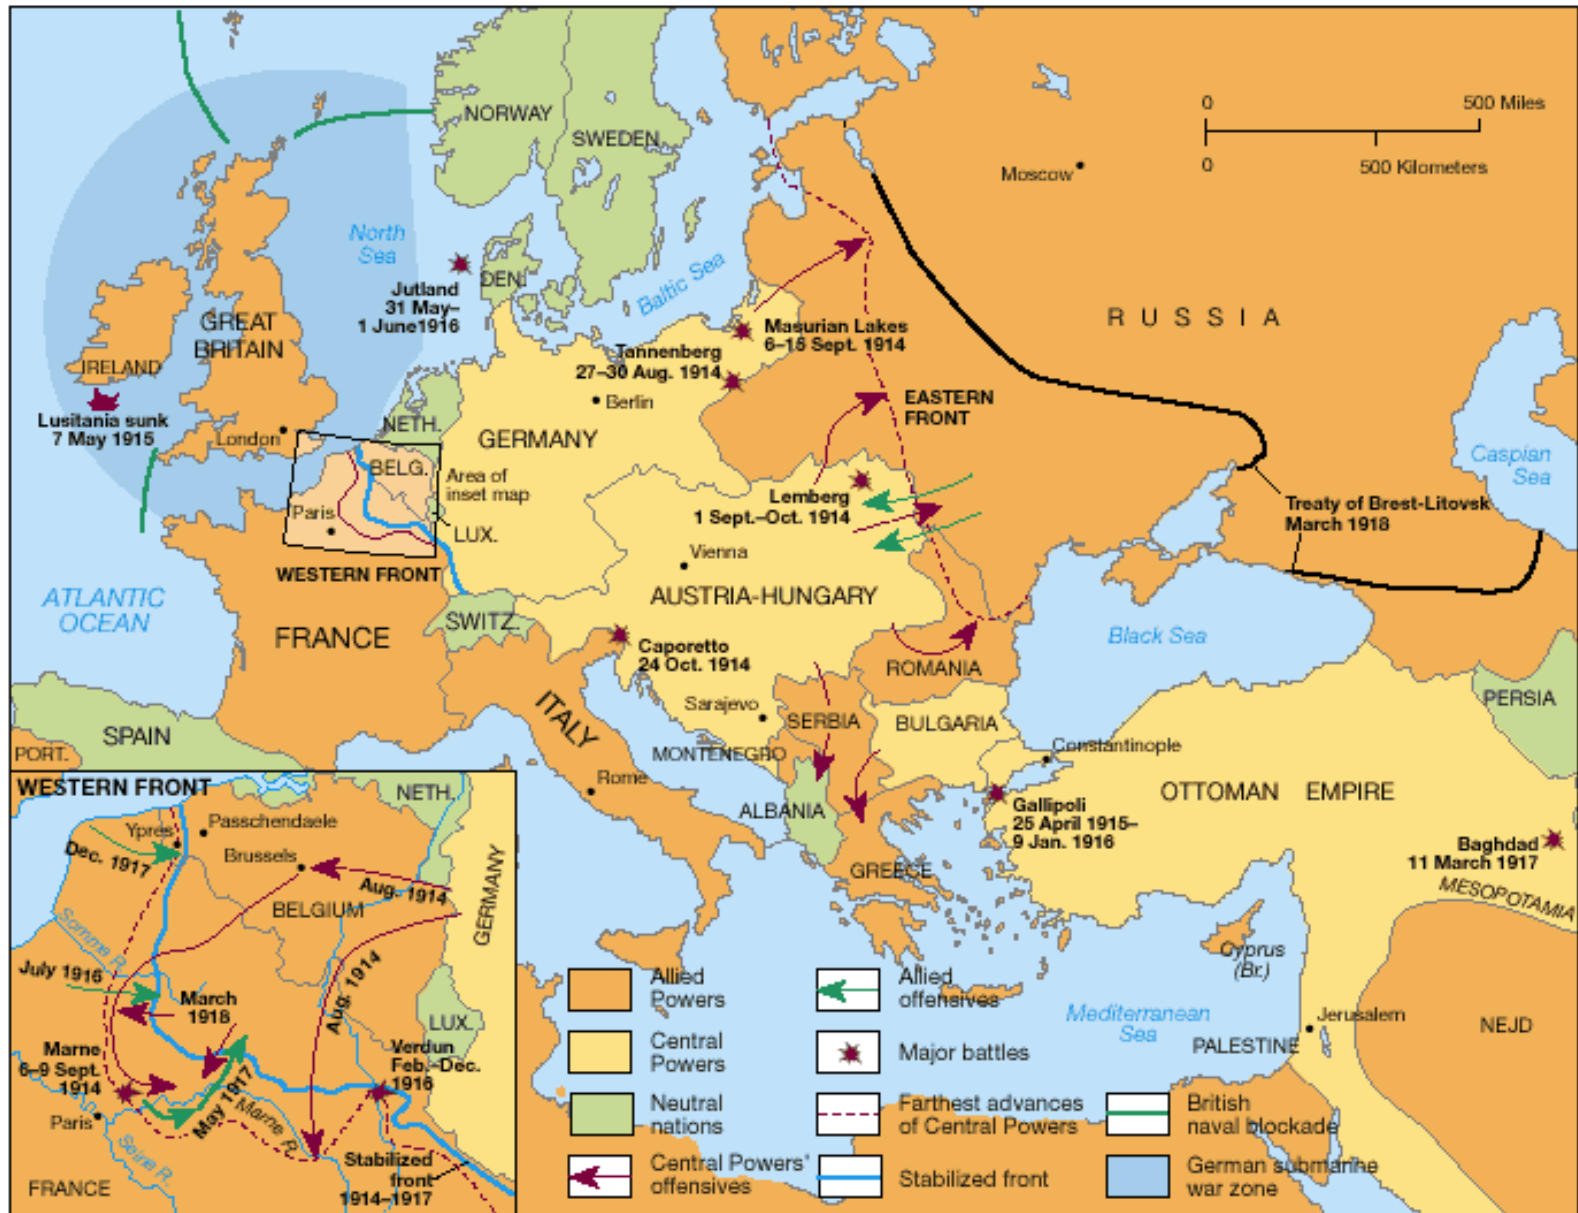 NORWAY
SWEDEN
0
500 Miles
0
500 Kilometers
Moscow
North
Sea
Baltic Sea
DEN.
Jutland
31 May–
1 June1916
GREAT
BRITAIN
IRELAND
Lusitania sunk
7 May 1915
London
Masurian Lakes
6–15 Sept. 1914
Tannenberg
27–30 Aug. 1914
Berlin
RUSSIA
EASTERN
FRONT
NETH.
GERMANY
BELG.
Area of
inset map
Paris
LUX.
WESTERN FRONT
Lemberg
1 Sept.–Oct. 1914
Vienna
Caspian
Sea
Treaty of Brest-Litovsk
March 1918
ATLANTIC
OCEAN
FRANCE
SWITZ.
AUSTRIA-HUNGARY
Caporetto
24 Oct. 1914
ROMANIA
Black Sea
ITALY
Sarajevo
SERBIA
BULGARIA
PERSIA
SPAIN
PORT.
MONTENEGRO
Constantinople
Rome
ALBANIA
OTTOMAN EMPIRE
Gallipoli
25 April 1915–
9 Jan. 1916
Baghdad
11 March 1917
MESOPOTAMIA
GREECE
Cyprus
(Br.)
Mediterranean
Sea
Jerusalem
PALESTINE
NEJD
WESTERN FRONT
NETH.
Ypres
Passchendaele
Dec. 1917
Brussels
Aug. 1914
BELGIUM
GERMANY
Somme R.
July 1916
March
1918
Aug. 1914
LUX.
Marne
6–9 Sept.
1914
Verdun
Feb.–Dec.
1916
May 1917
Marne R.
Paris
Seine R.
Stabilized
front
1914–1917
FRANCE
Allied
Powers
Central
Powers
Neutral
nations
Central Powers'
offensives
Allied
offensives
Major battles
Farthest advances
of Central Powers
Stabilized front
British
naval blockade
German submarine
war zone